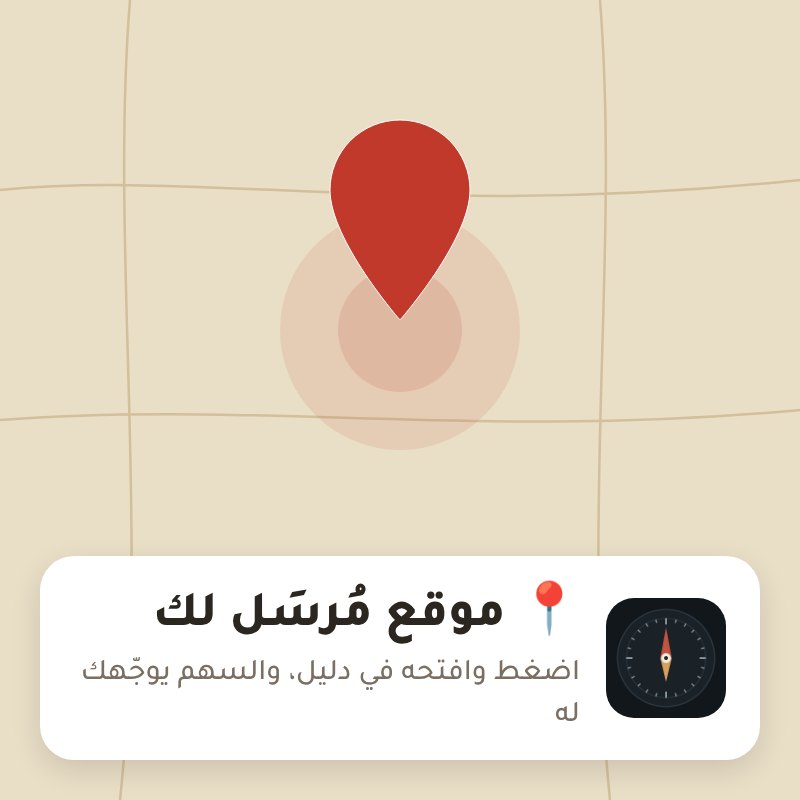 📍 موقع مُرسَل لك
اضغط وافتحه في دليل، والسهم يوجّهك
له